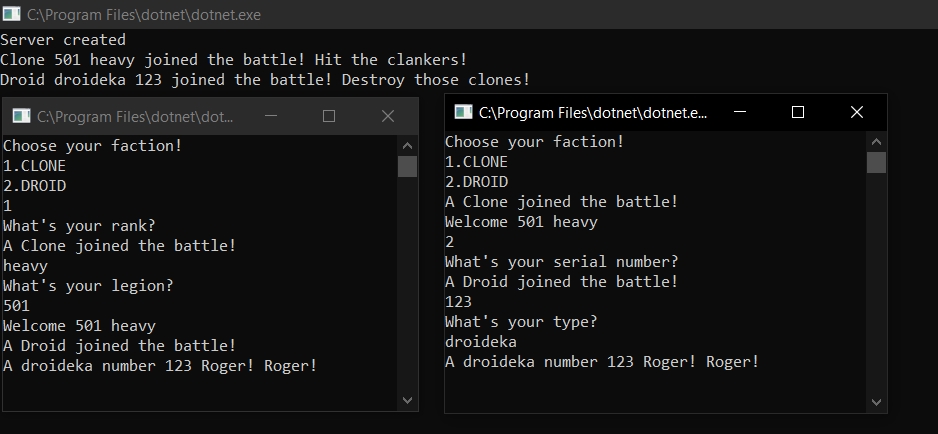 C:\Program Files\dotnet\dotnet.exe
Server created
Clone 501 heavy joined the battle! Hit the clankers!
Droid droideka 123 joined the battle! Destroy those clones!
C:\Program Files\dotnet\dot...
Choose your faction!
1.CLONE
2.DROID
1
What's your rank?
A Clone joined the battle!
heavy
What's your legion?
501
Welcome 501 heavy
A Droid joined the battle!
A droideka number 123 Roger! Roger!
C:\Program Files\dotnet\dotnet.e...
Choose your faction!
1.CLONE
2.DROID
A Clone joined the battle!
Welcome 501 heavy
2
What's your serial number?
A Droid joined the battle!
123
What's your type?
droideka
A droideka number 123 Roger! Roger!